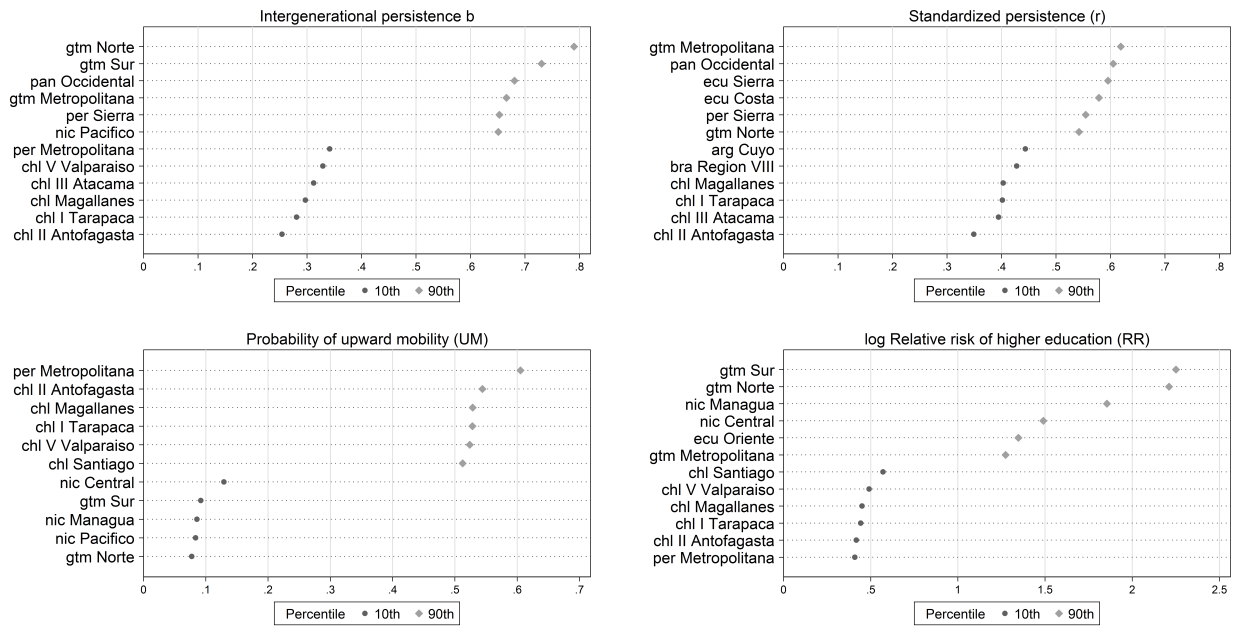 Intergenerational persistence b
gtm Norte
gtm Sur
pan Occidental
gtm Metropolitana
per Sierra
nic Pacifico
per Metropolitana
chl V Valparaiso
chl III Atacama
chl Magallanes
chl I Tarapaca
chl II Antofagasta
0 .1 .2 .3 .4 .5 .6 .7 .8
Percentile 10th 90th
Standardized persistence (r)
gtm Metropolitana
pan Occidental
ecu Sierra
ecu Costa
per Sierra
gtm Norte
arg Cuyo
bra Region VIII
chl Magallanes
chl I Tarapaca
chl III Atacama
chl II Antofagasta
0 .1 .2 .3 .4 .5 .6 .7 .8
Percentile 10th 90th
Probability of upward mobility (UM)
per Metropolitana
chl II Antofagasta
chl Magallanes
chl I Tarapaca
chl V Valparaiso
chl Santiago
nic Central
gtm Sur
nic Managua
nic Pacifico
gtm Norte
0 .1 .2 .3 .4 .5 .6 .7
Percentile 10th 90th
log Relative risk of higher education (RR)
gtm Sur
gtm Norte
nic Managua
nic Central
ecu Oriente
gtm Metropolitana
chl Santiago
chl V Valparaiso
chl Magallanes
chl I Tarapaca
chl II Antofagasta
per Metropolitana
0 .5 1 1.5 2 2.5
Percentile 10th 90th